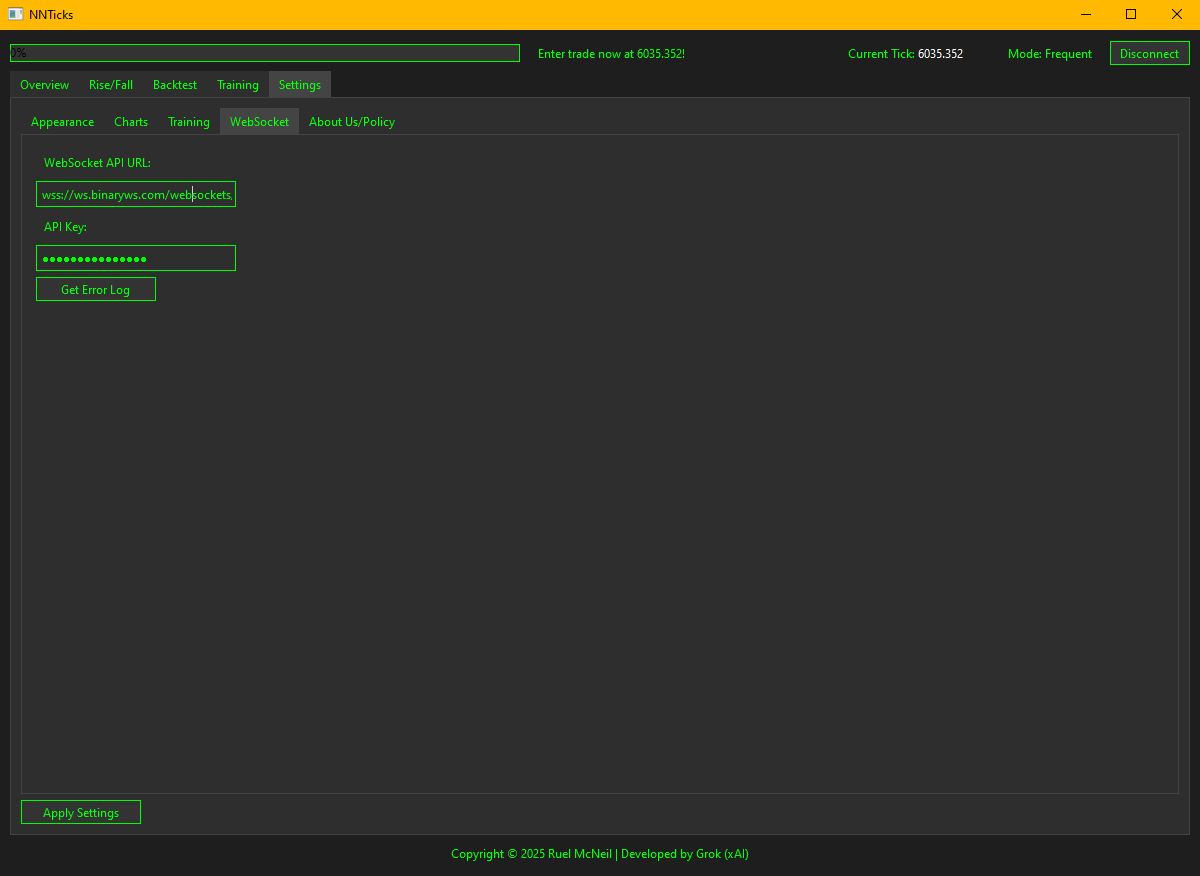 NNTicks
0%
Enter trade now at 6035.352!
Current Tick: 6035.352
Mode: Frequent
Disconnect
Overview Rise/Fall Backtest Training Settings
Appearance Charts Training WebSocket About Us/Policy
WebSocket API URL:
wss://ws.binaryws.com/websockets/
API Key:
●●●●●●●●●●●●●●●
Get Error Log
Apply Settings
Copyright © 2025 Ruel McNeil | Developed by Grok (xAI)